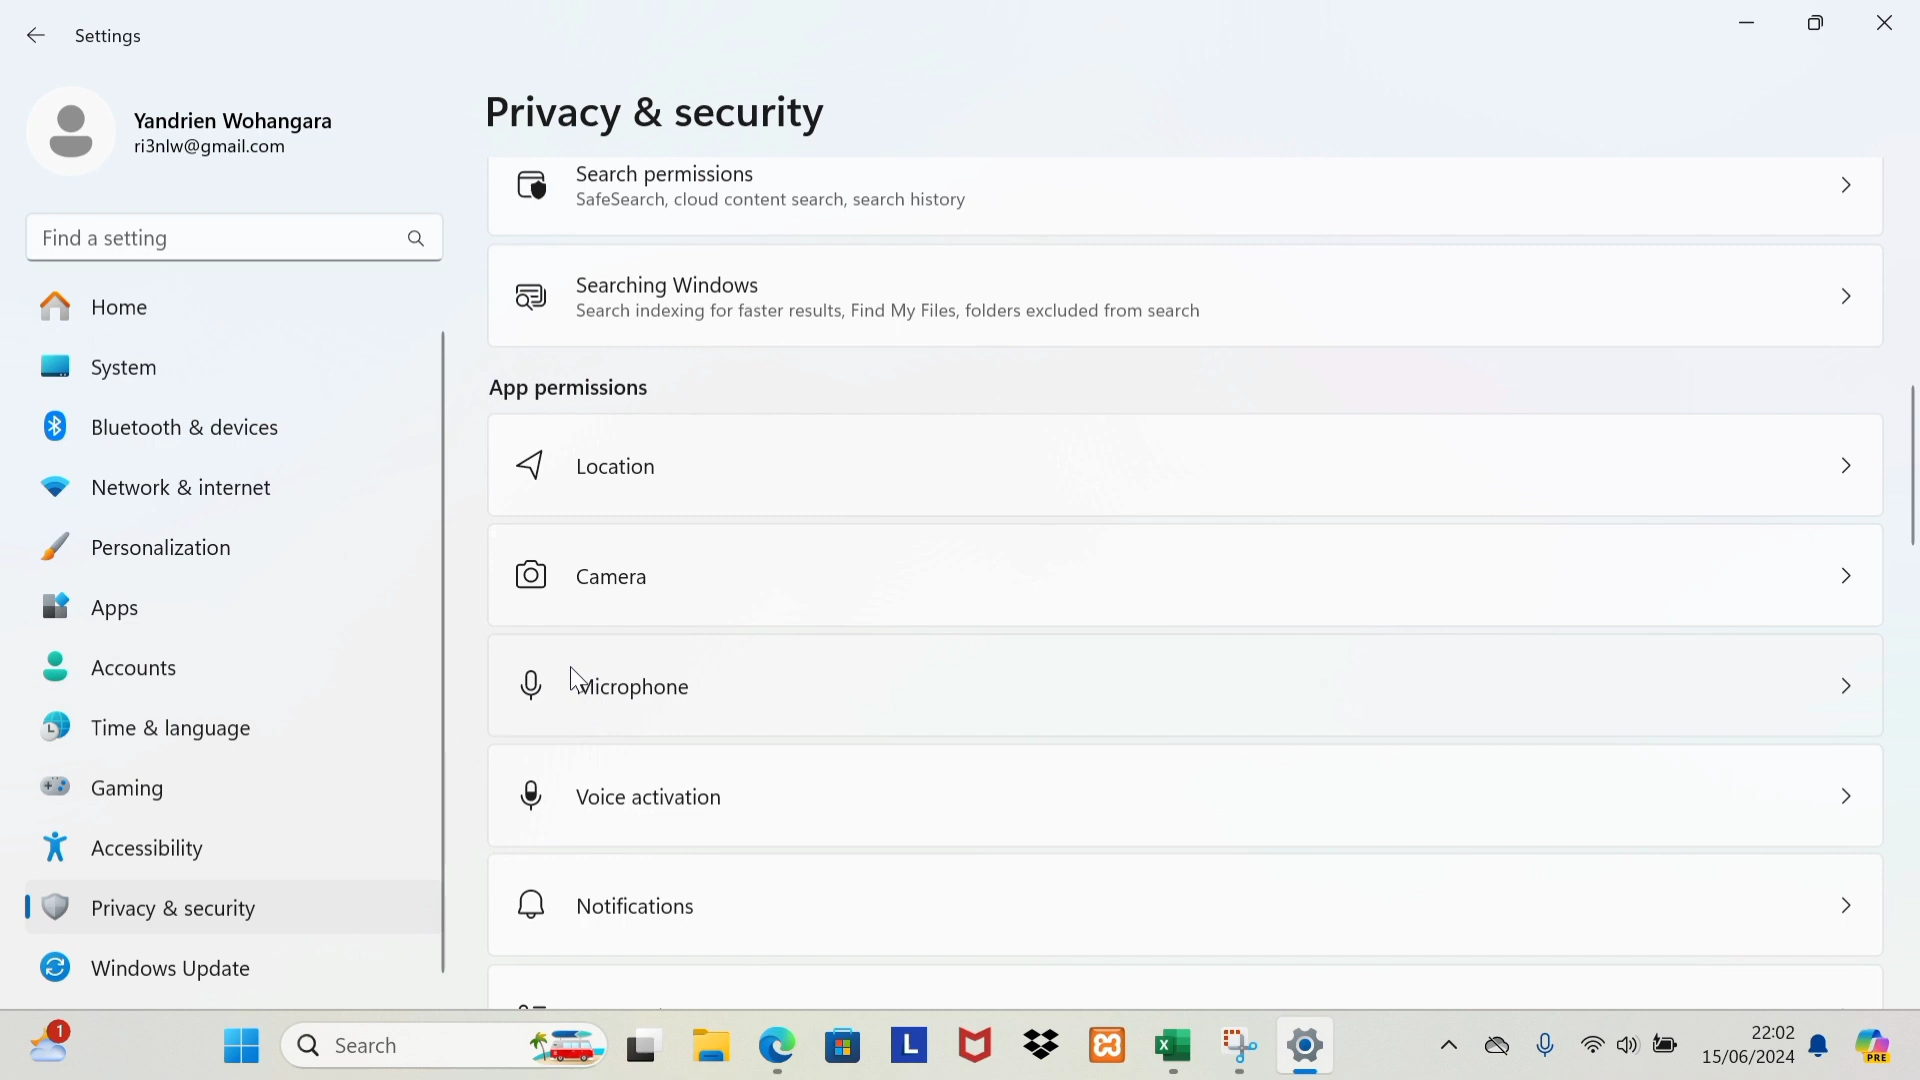 Settings
Yandrien Wohangara
ri3nlw@gmail.com
Find a setting
Home
System
Bluetooth & devices
Network & internet
Personalization
Apps
Accounts
Time & language
Gaming
Accessibility
Privacy & security
Windows Update
Privacy & security
Search permissions
SafeSearch, cloud content search, search history
Searching Windows
Search indexing for faster results, Find My Files, folders excluded from search
App permissions
Location
Camera
Microphone
Voice activation
Notifications
1
Search
L
X
PRE
22:02
15/06/2024